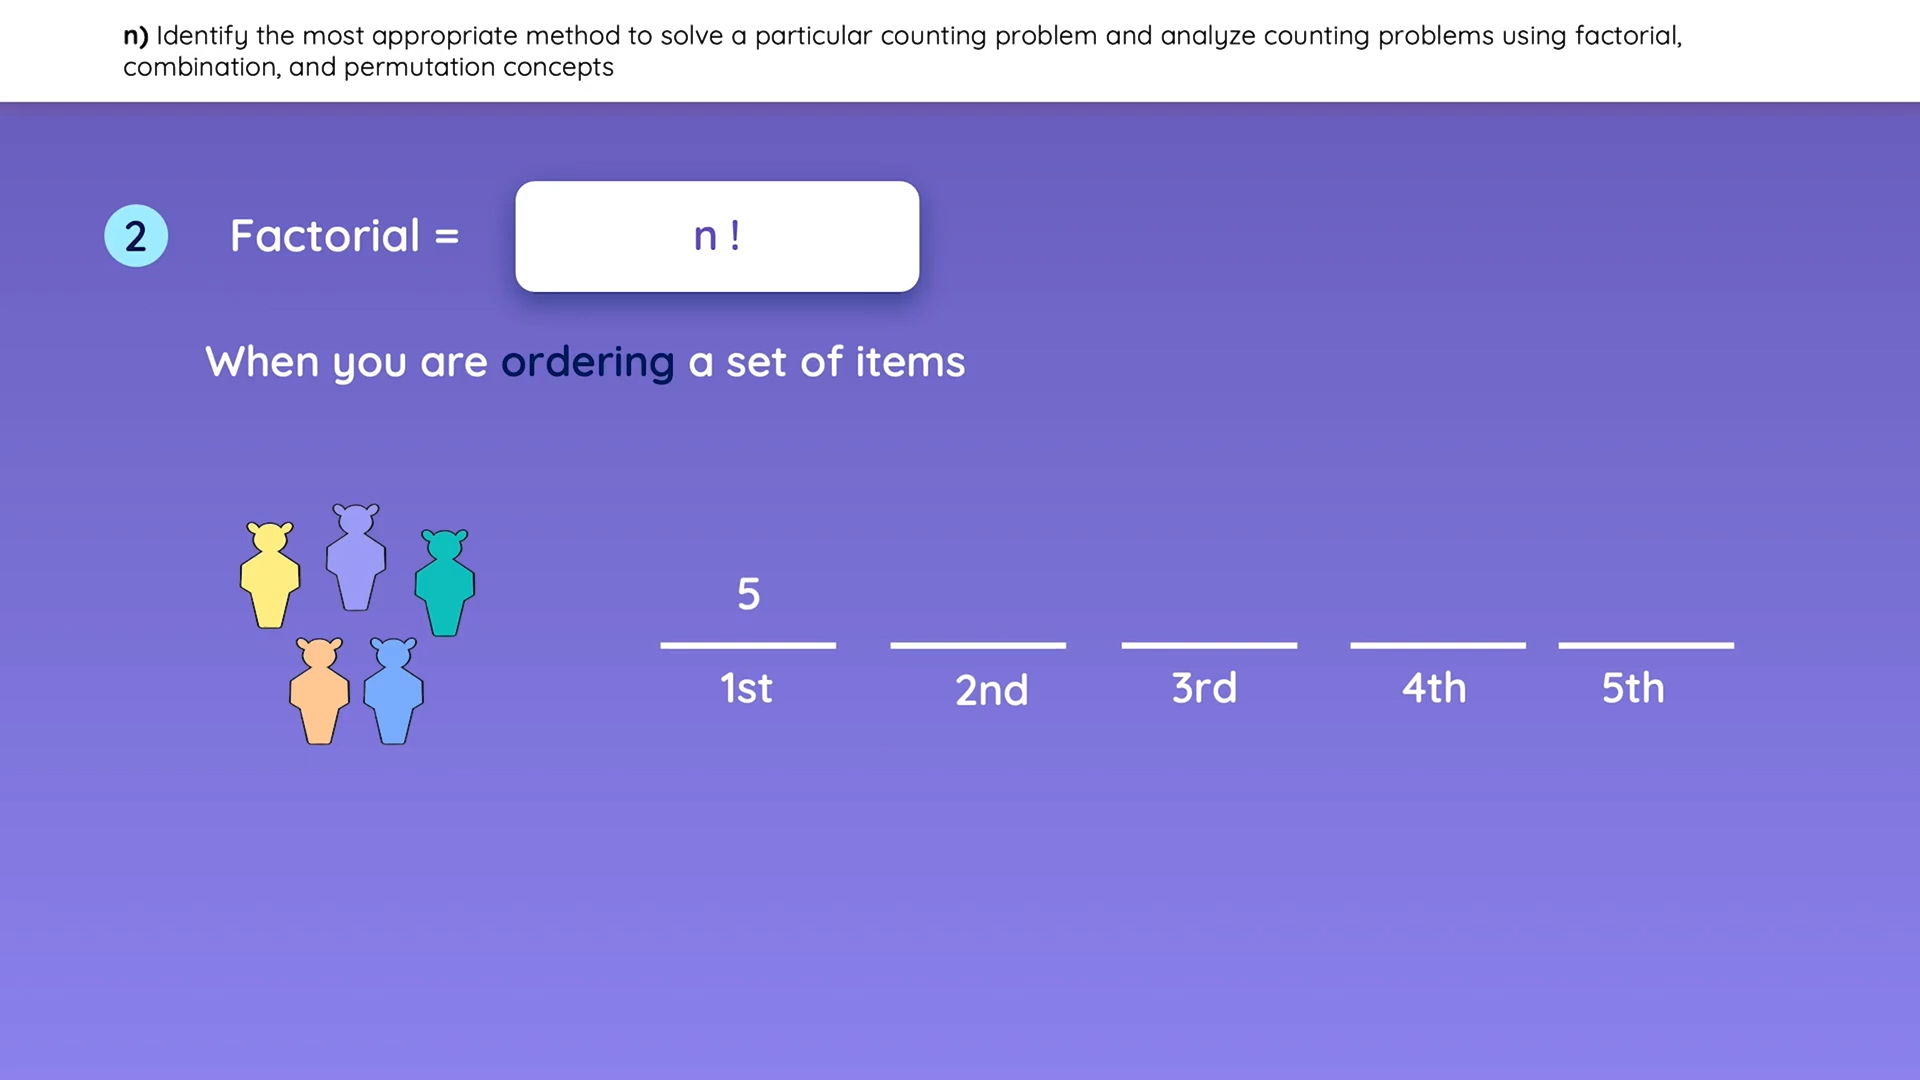 n) Identify the most appropriate method to solve a particular counting problem and analyze counting problems using factorial,
combination, and permutation concepts
2 Factorial = n !
When you are ordering a set of items
5
1st 2nd 3rd 4th 5th